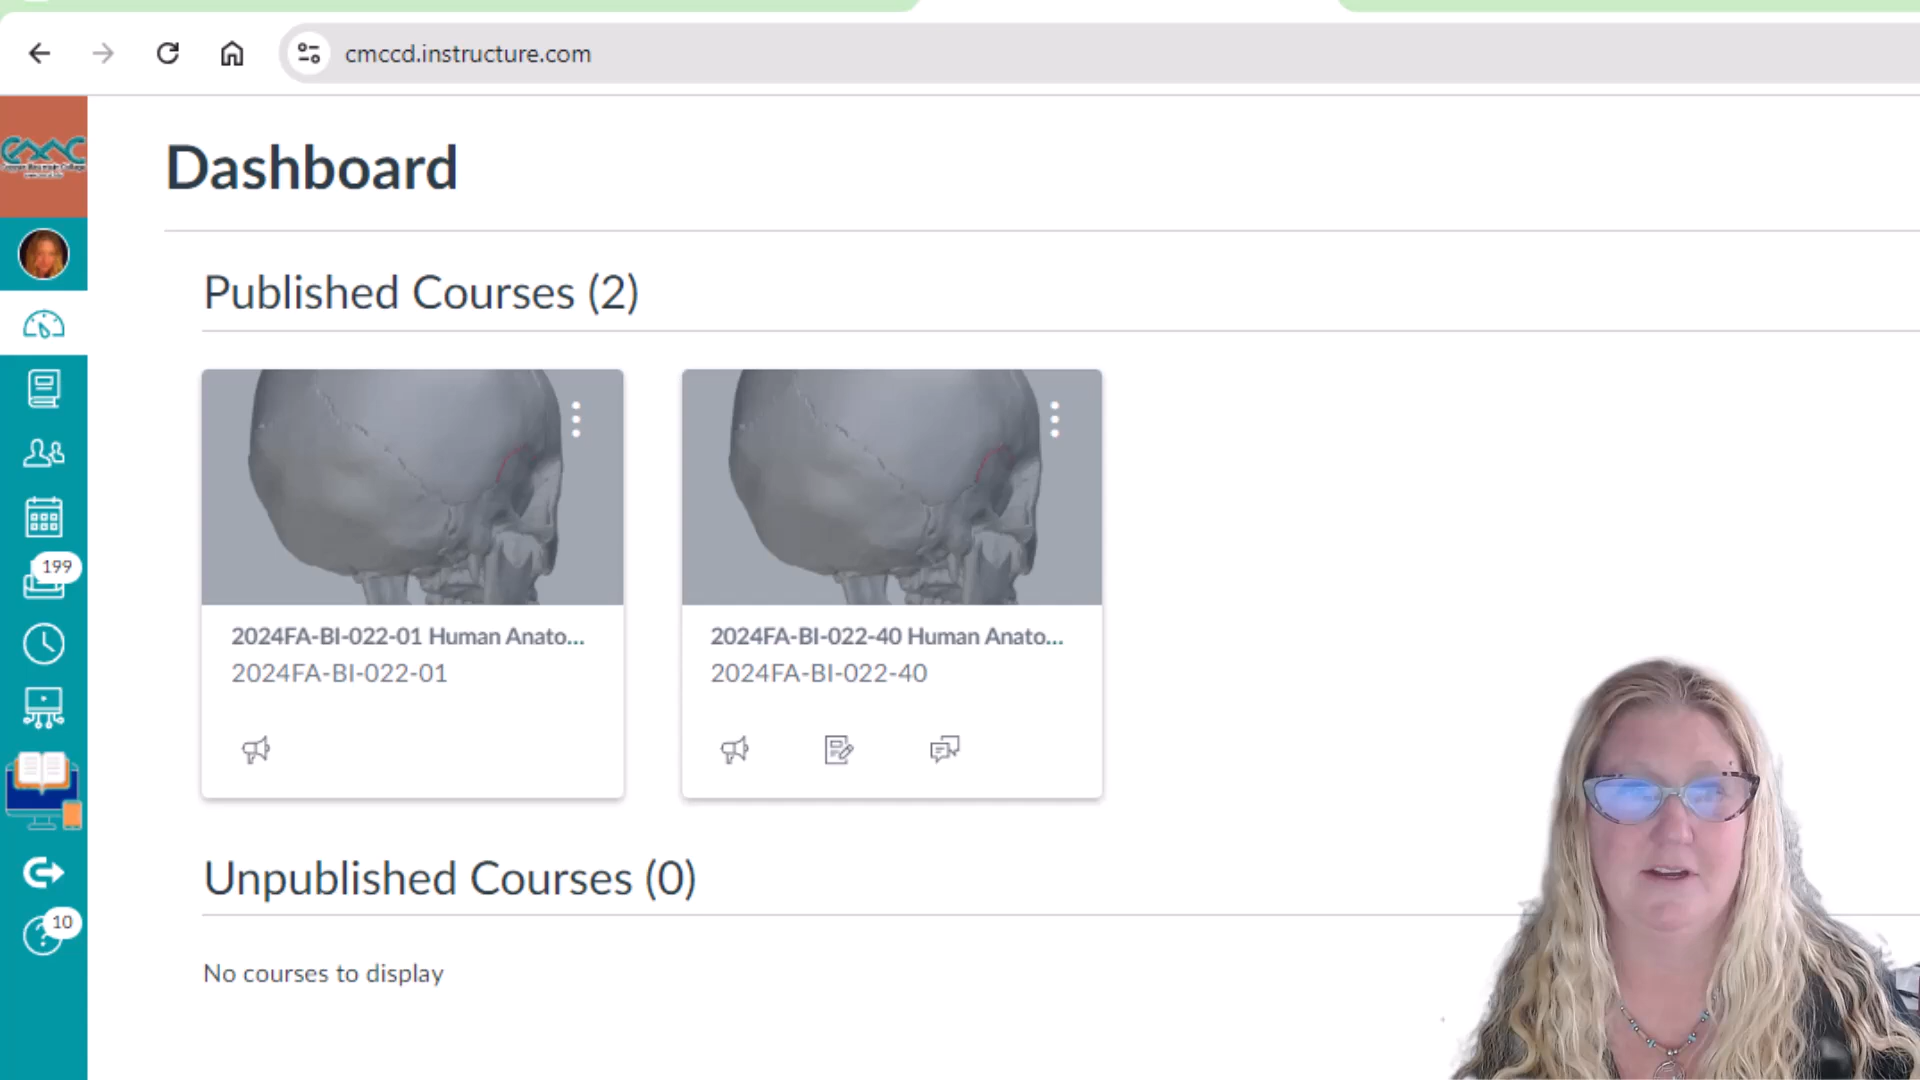 cmccd.instructure.com
Dashboard
Published Courses (2)
2024FA-BI-022-01 Human Anato...
2024FA-BI-022-01
2024FA-BI-022-40 Human Anato...
2024FA-BI-022-40
199
10
Unpublished Courses (0)
No courses to display